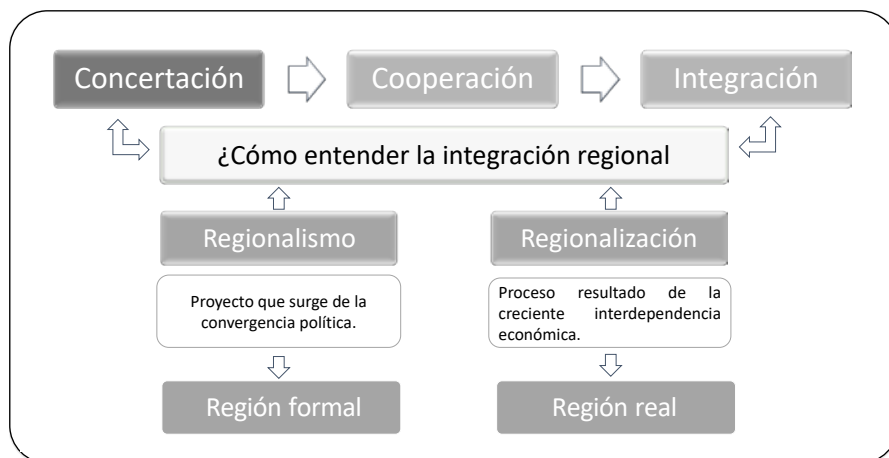 Concertación
Cooperación
Integración
¿Cómo entender la integración regional
Regionalismo
Regionalización
Proyecto que surge de la
convergencia política.
Proceso resultado de la
creciente interdependencia
económica.
Región formal
Región real